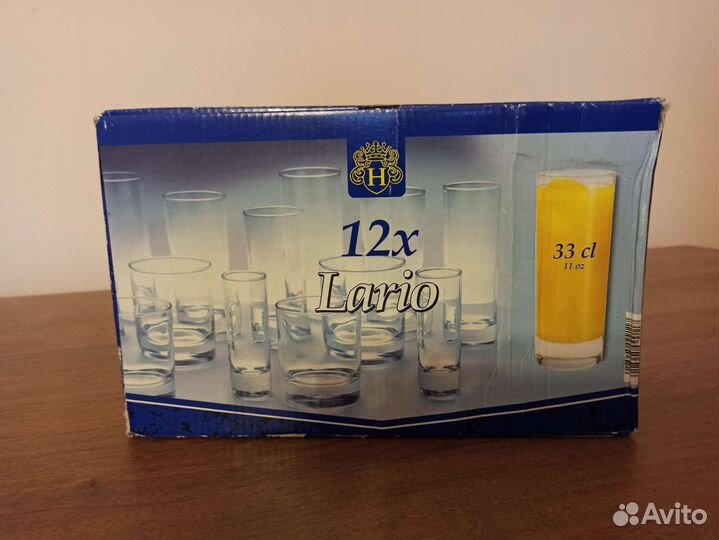 H
12x
Lario
33 cl
11 oz
Avito